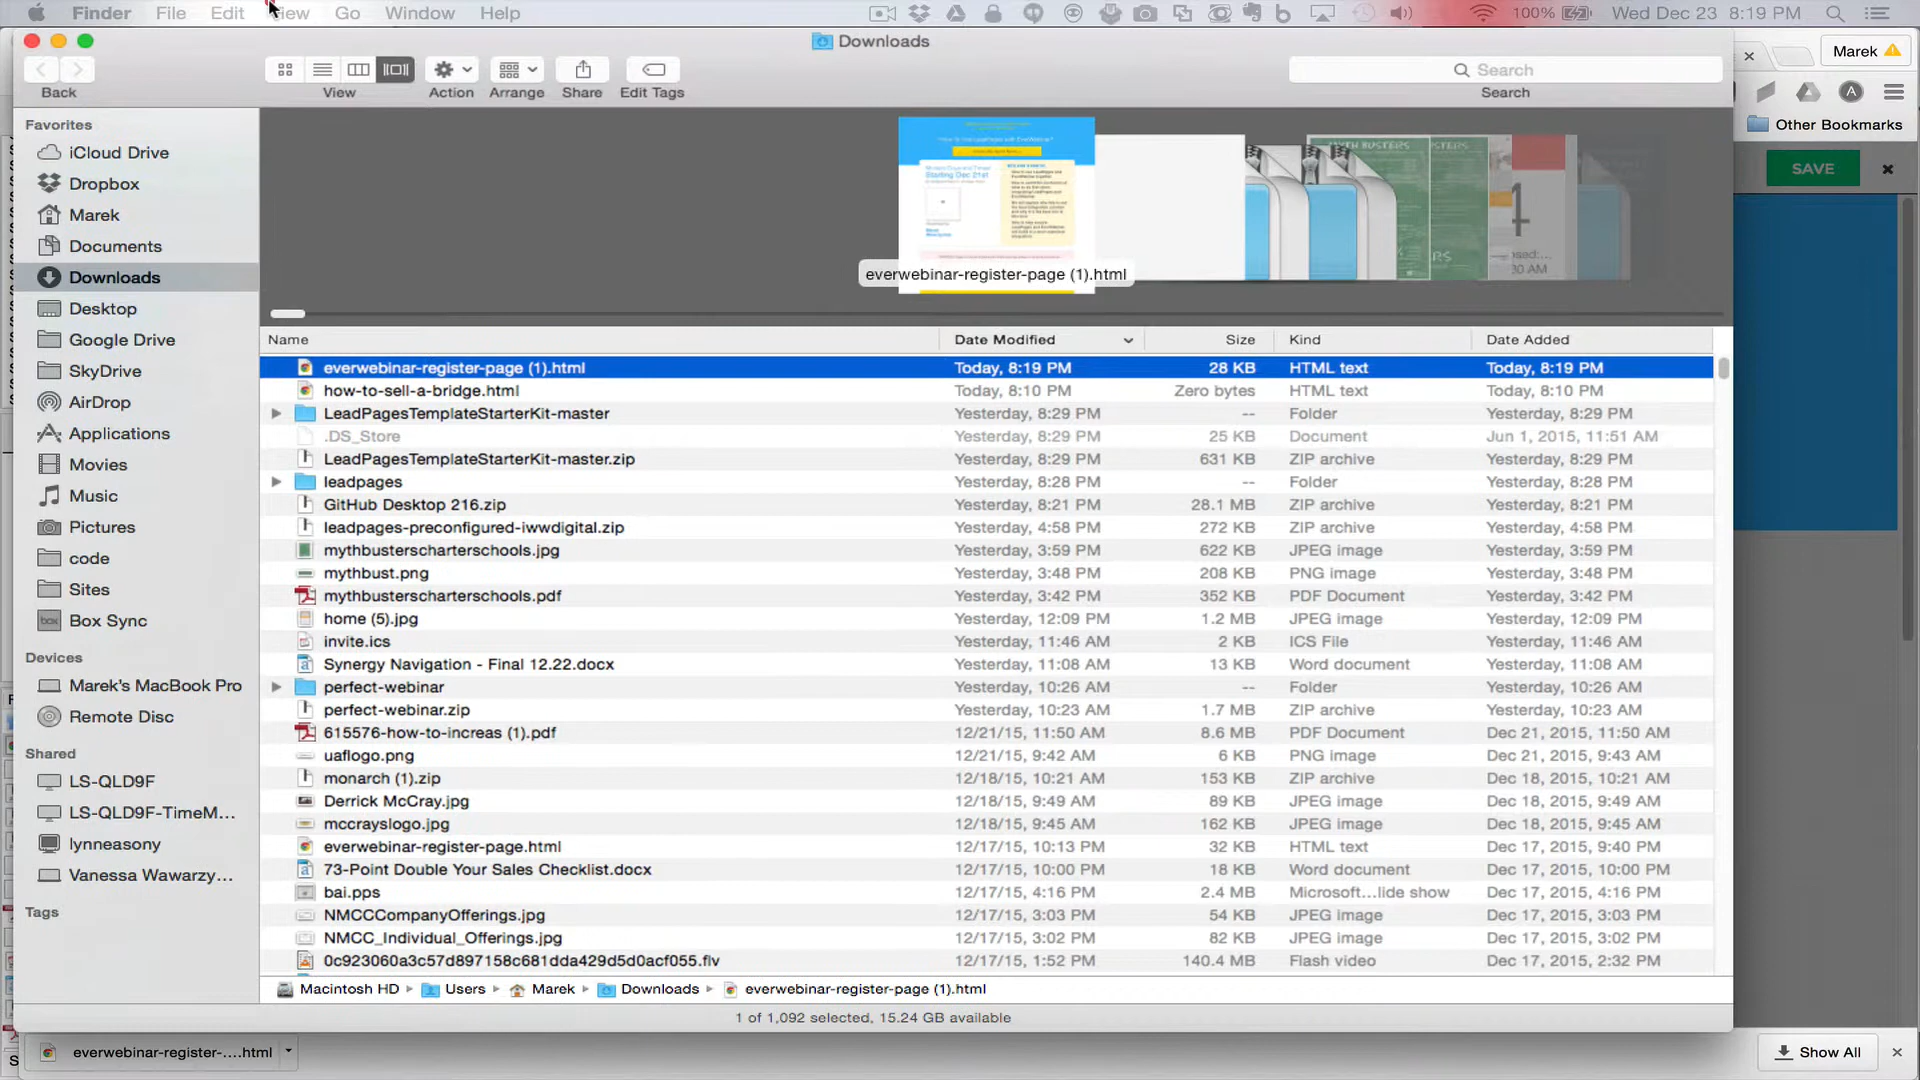 Finder File Edit View Go Window Help 100% Wed Dec 23 8:19 PM
Downloads
Marek
Back View Action Arrange Share Edit Tags Search
Search
Other Bookmarks
SAVE
Favorites
iCloud Drive
Dropbox
Marek
Documents
Downloads
Desktop
Google Drive
SkyDrive
AirDrop
Applications
Movies
Music
Pictures
code
Sites
Box Sync
Devices
Marek's MacBook Pro
Remote Disc
Shared
LS-QLD9F
LS-QLD9F-TimeM...
lynneasony
Vanessa Wawarzy...
Tags
Starting Dec 21st
everwebinar-register-page (1).html
Name Date Modified Size Kind Date Added
everwebinar-register-page (1).html Today, 8:19 PM 28 KB HTML text Today, 8:19 PM
how-to-sell-a-bridge.html Today, 8:10 PM Zero bytes HTML text Today, 8:10 PM
LeadPagesTemplateStarterKit-master Yesterday, 8:29 PM -- Folder Yesterday, 8:29 PM
.DS_Store Yesterday, 8:29 PM 25 KB Document Jun 1, 2015, 11:51 AM
LeadPagesTemplateStarterKit-master.zip Yesterday, 8:29 PM 631 KB ZIP archive Yesterday, 8:29 PM
leadpages Yesterday, 8:28 PM -- Folder Yesterday, 8:28 PM
GitHub Desktop 216.zip Yesterday, 8:21 PM 28.1 MB ZIP archive Yesterday, 8:21 PM
leadpages-preconfigured-iwwdigital.zip Yesterday, 4:58 PM 272 KB ZIP archive Yesterday, 4:58 PM
mythbusterscharterschools.jpg Yesterday, 3:59 PM 622 KB JPEG image Yesterday, 3:59 PM
mythbust.png Yesterday, 3:48 PM 208 KB PNG image Yesterday, 3:48 PM
mythbusterscharterschools.pdf Yesterday, 3:42 PM 352 KB PDF Document Yesterday, 3:42 PM
home (5).jpg Yesterday, 12:09 PM 1.2 MB JPEG image Yesterday, 12:09 PM
invite.ics Yesterday, 11:46 AM 2 KB ICS File Yesterday, 11:46 AM
Synergy Navigation - Final 12.22.docx Yesterday, 11:08 AM 13 KB Word document Yesterday, 11:08 AM
perfect-webinar Yesterday, 10:26 AM -- Folder Yesterday, 10:26 AM
perfect-webinar.zip Yesterday, 10:23 AM 1.7 MB ZIP archive Yesterday, 10:23 AM
615576-how-to-increas (1).pdf 12/21/15, 11:50 AM 8.6 MB PDF Document Dec 21, 2015, 11:50 AM
uaflogo.png 12/21/15, 9:42 AM 6 KB PNG image Dec 21, 2015, 9:43 AM
monarch (1).zip 12/18/15, 10:21 AM 153 KB ZIP archive Dec 18, 2015, 10:21 AM
Derrick McCray.jpg 12/18/15, 9:49 AM 89 KB JPEG image Dec 18, 2015, 9:49 AM
mccrayslogo.jpg 12/18/15, 9:45 AM 162 KB JPEG image Dec 18, 2015, 9:45 AM
everwebinar-register-page.html 12/17/15, 10:13 PM 32 KB HTML text Dec 17, 2015, 9:40 PM
73-Point Double Your Sales Checklist.docx 12/17/15, 10:00 PM 18 KB Word document Dec 17, 2015, 10:00 PM
bai.pps 12/17/15, 4:16 PM 2.4 MB Microsoft...lide show Dec 17, 2015, 4:16 PM
NMCCCompanyOfferings.jpg 12/17/15, 3:03 PM 54 KB JPEG image Dec 17, 2015, 3:03 PM
NMCC_Individual_Offerings.jpg 12/17/15, 3:02 PM 82 KB JPEG image Dec 17, 2015, 3:02 PM
0c923060a3c57d897158c681dda429d5d0acf055.flv 12/17/15, 1:52 PM 140.4 MB Flash video Dec 17, 2015, 2:32 PM
Macintosh HD Users Marek Downloads everwebinar-register-page (1).html
1 of 1,092 selected, 15.24 GB available
everwebinar-register-....html
Show All